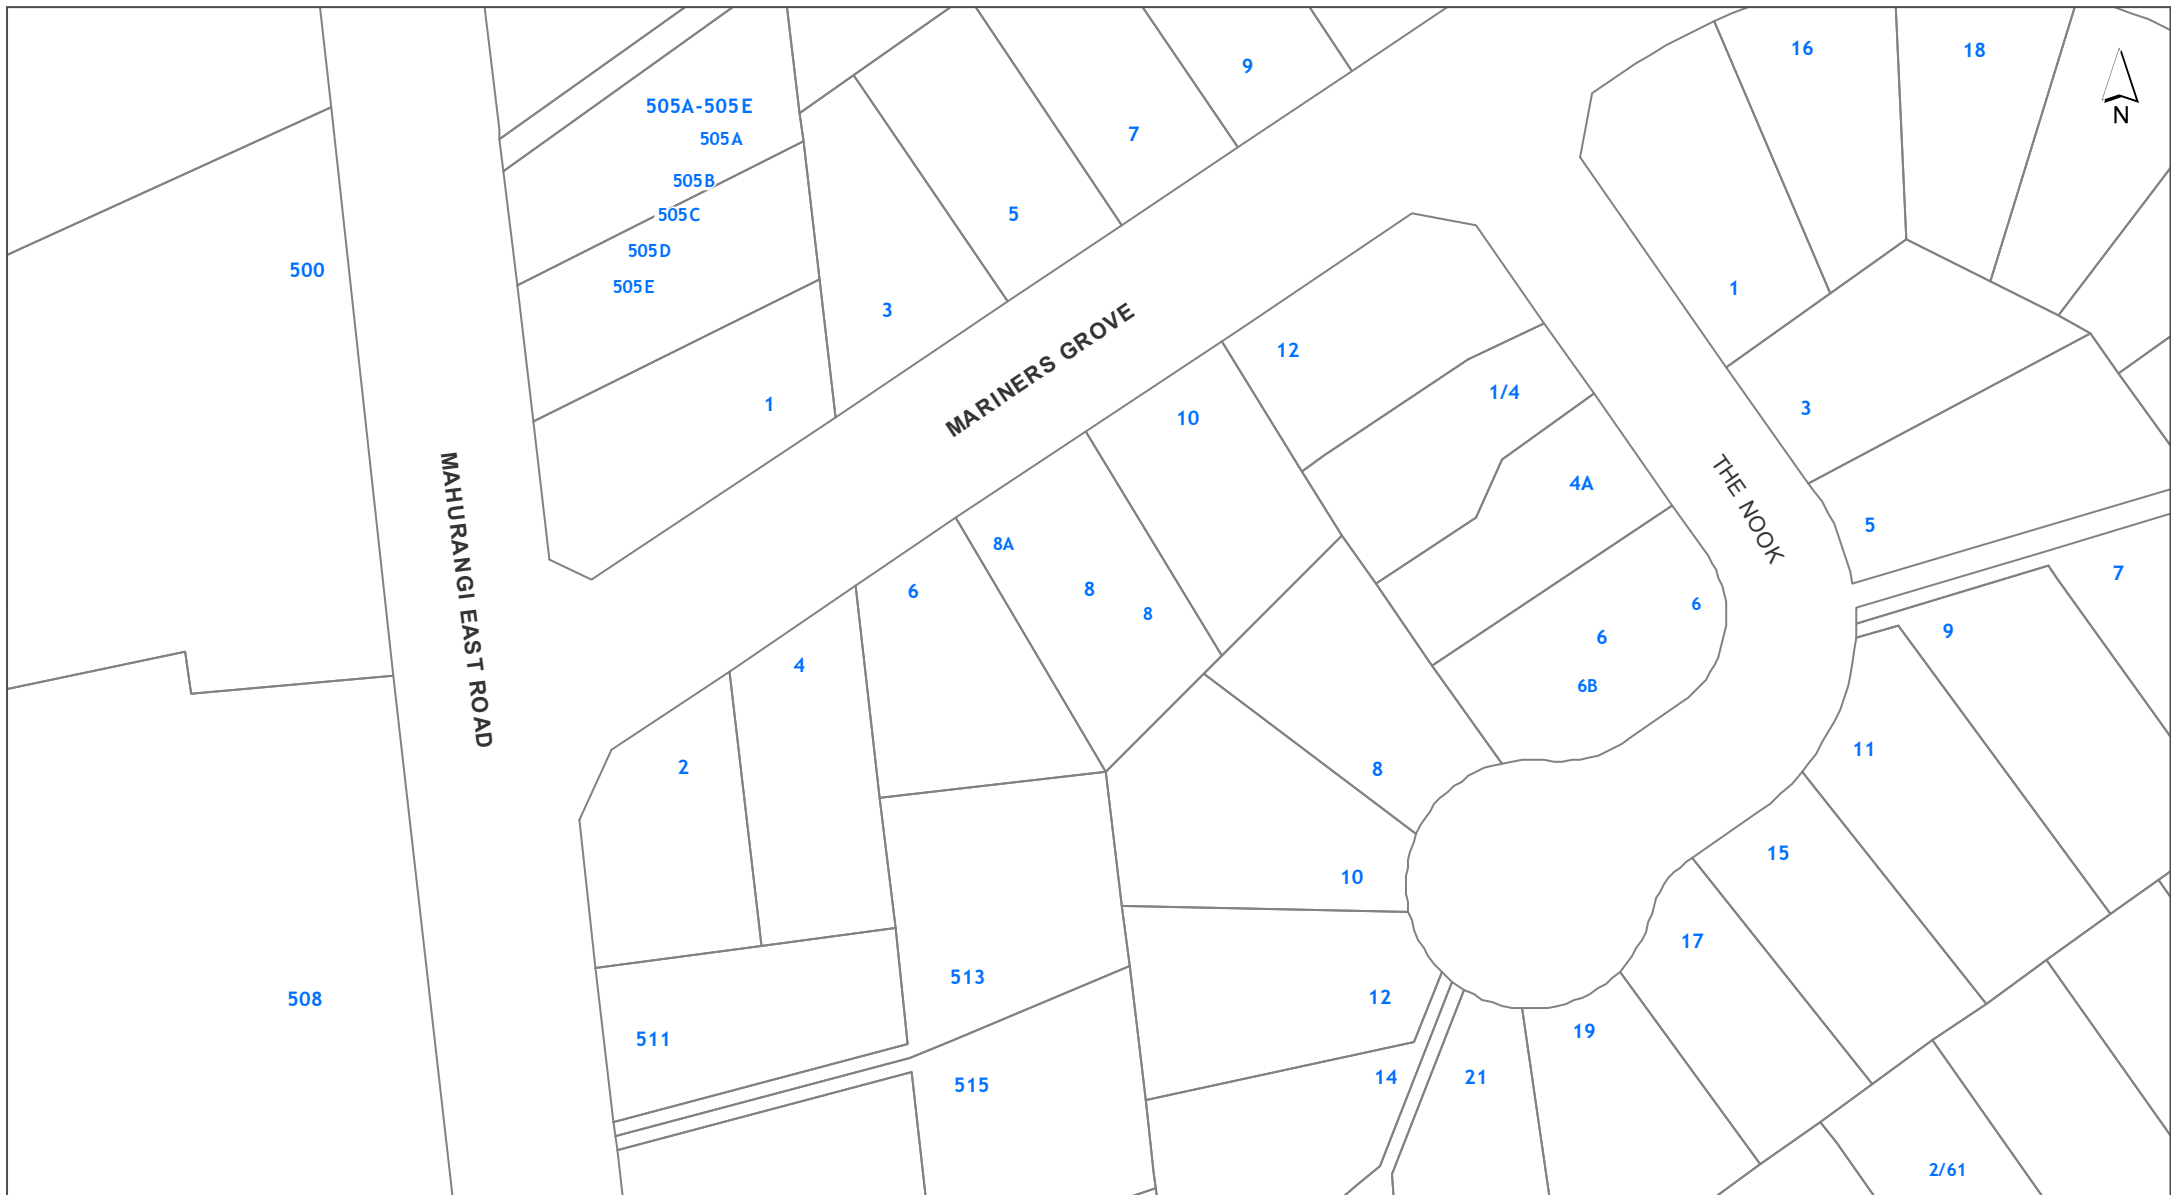 16
18
9
N
505A-505E
7
505A
505B
505C
5
505D
500
505E
1
3
MARINERS GROVE
12
1/4
1
3
10
4A
MAHURANGI EAST ROAD
THE NOOK
5
8A
7
6
8
8
6
9
6
4
6B
11
2
8
15
10
17
513
12
508
19
511
14
21
515
2/61